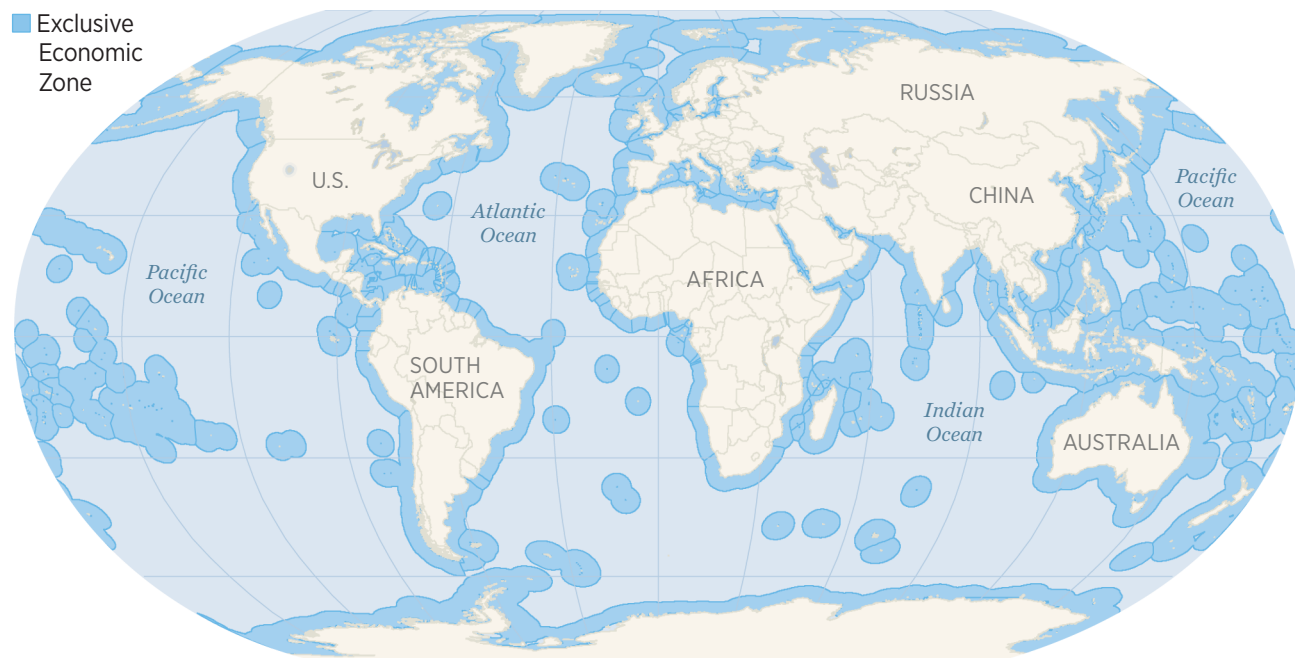 Exclusive
Economic
Zone
RUSSIA
U.S.
CHINA
Pacific
Ocean
Atlantic
Ocean
Pacific
Ocean
AFRICA
SOUTH
AMERICA
Indian
Ocean
AUSTRALIA